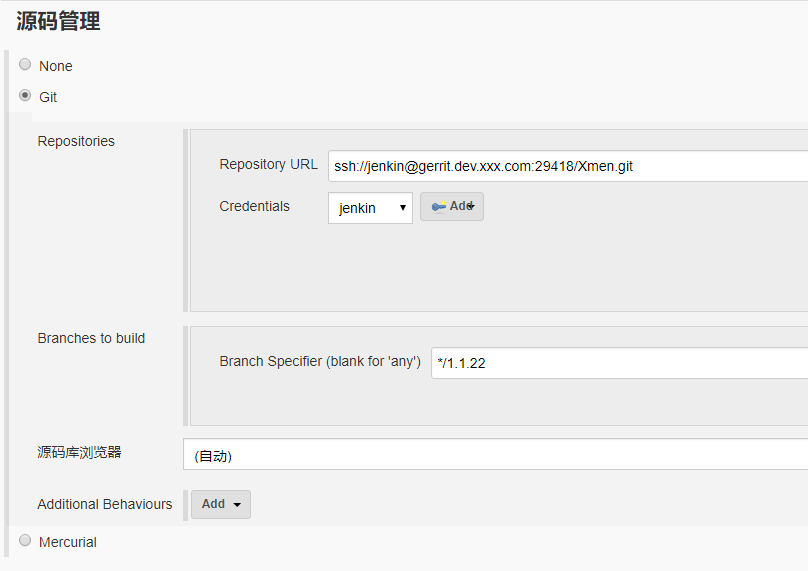 源码管理
None
Git
Repositories
Repository URL ssh://jenkin@gerrit.dev.xxx.com:29418/Xmen.git
Credentials jenkin Add
Branches to build
Branch Specifier (blank for 'any') */1.1.22
源码库浏览器 (自动)
Additional Behaviours Add
Mercurial